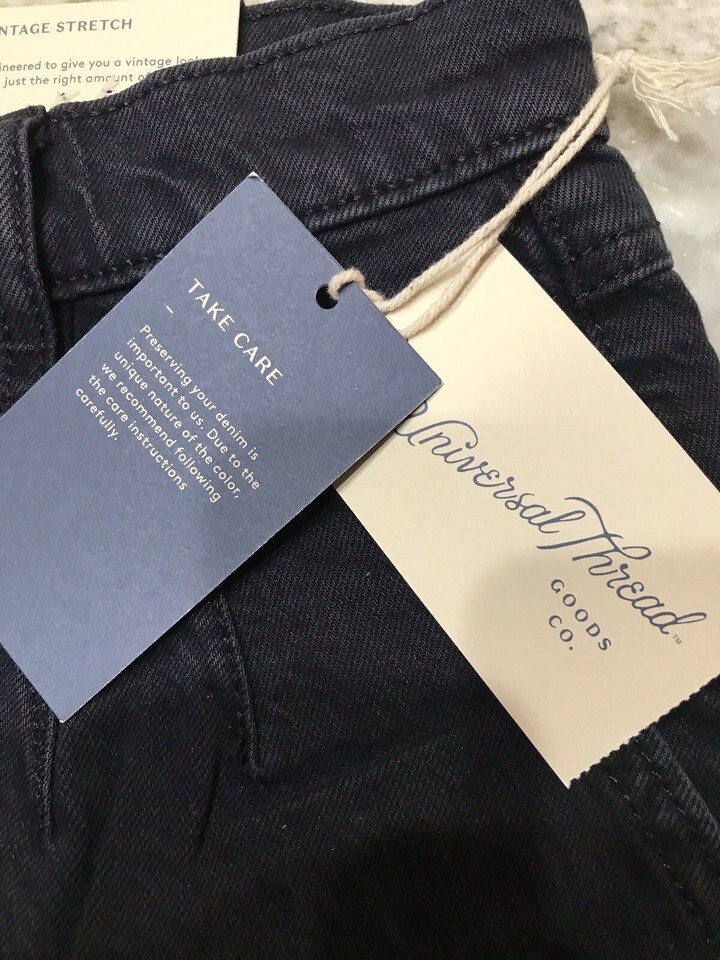 NTAGE STRETCH
ineered to give you a vintage look
just the right amount of
TAKE CARE
–
Preserving your denim is
important to us. Due to the
unique nature of the color,
we recommend following
the care instructions
carefully.
Universal Thread™
GOODS
CO.